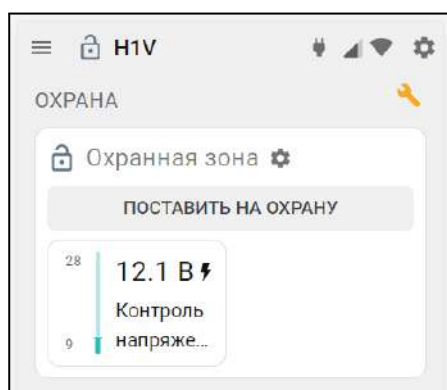 H1V
ОХРАНА
Охранная зона
ПОСТАВИТЬ НА ОХРАНУ
28
12.1 В
Контроль
9 напряже...